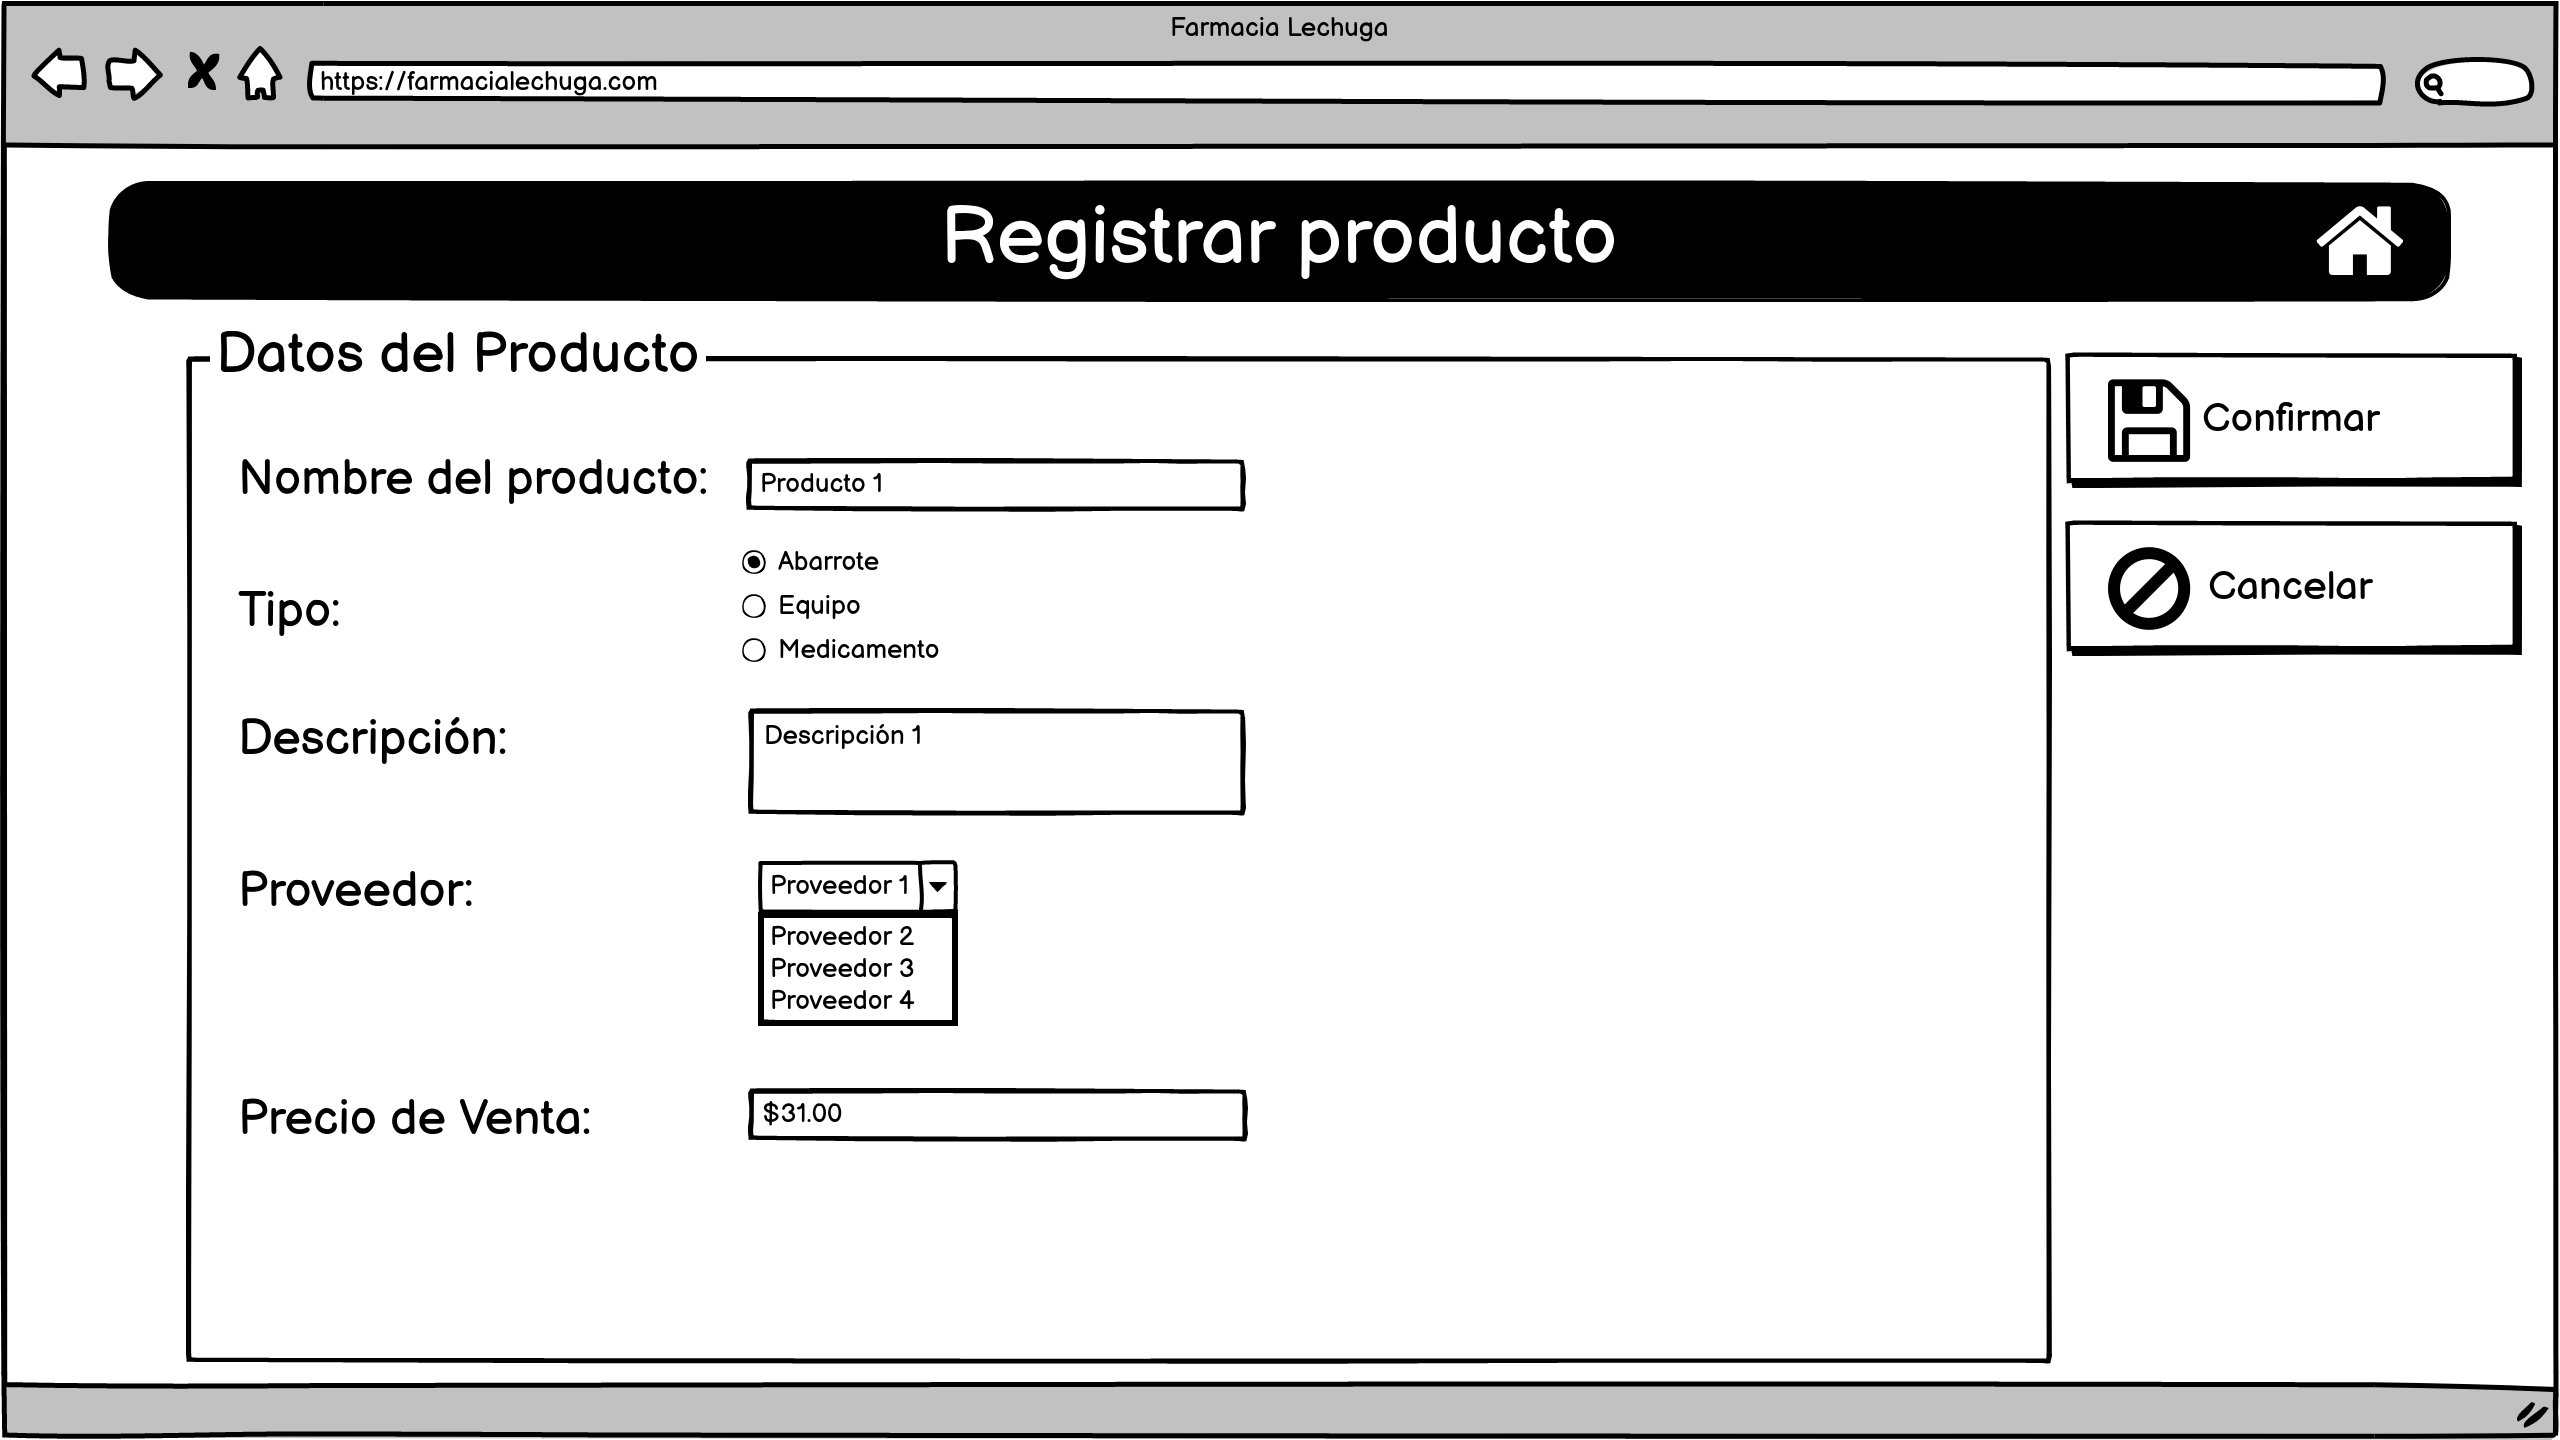 Farmacia Lechuga
https://farmacialechuga.com
Registrar producto
Datos del Producto
Confirmar
Nombre del producto: Producto 1
Abarrote
Cancelar
Tipo: Equipo
Medicamento
Descripción: Descripción 1
Proveedor: Proveedor 1
Proveedor 2
Proveedor 3
Proveedor 4
Precio de Venta: $31.00